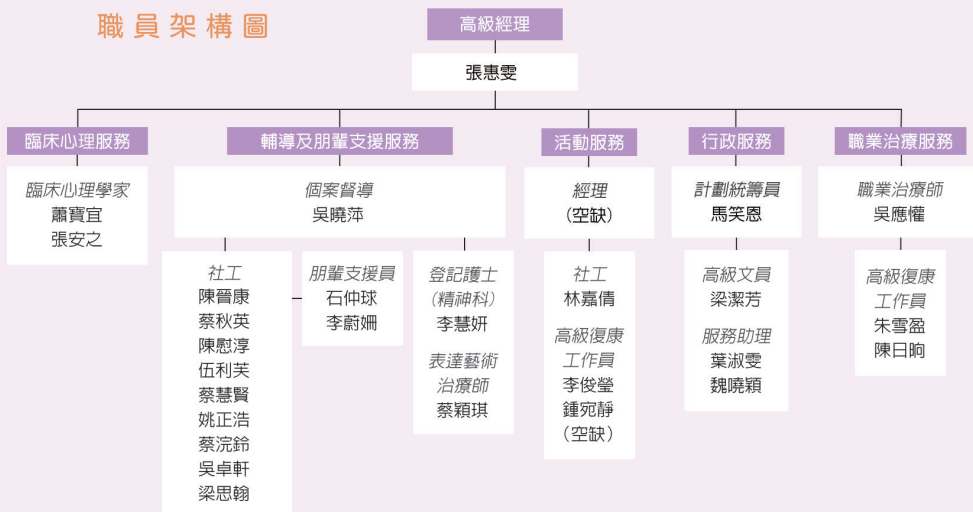 職員架構圖
高級經理
張惠雯
臨床心理服務
臨床心理學家
蕭寶宜
張安之
輔導及朋輩支援服務
個案督導
吳曉萍
社工
陳晉康
蔡秋英
陳慰淳
伍利芙
蔡慧賢
姚正浩
蔡浣鈴
吳卓軒
梁思翰
朋輩支援員
石仲球
李蔚姍
登記護士
(精神科)
李慧妍
表達藝術
治療師
蔡穎琪
活動服務
經理
(空缺)
社工
林嘉倩
高級復康
工作員
李俊瑩
鍾宛靜
(空缺)
行政服務
計劃統籌員
馬笑恩
高級文員
梁潔芳
服務助理
葉淑雯
魏曉穎
職業治療服務
職業治療師
吳應懽
高級復康
工作員
朱雪盈
陳日晌